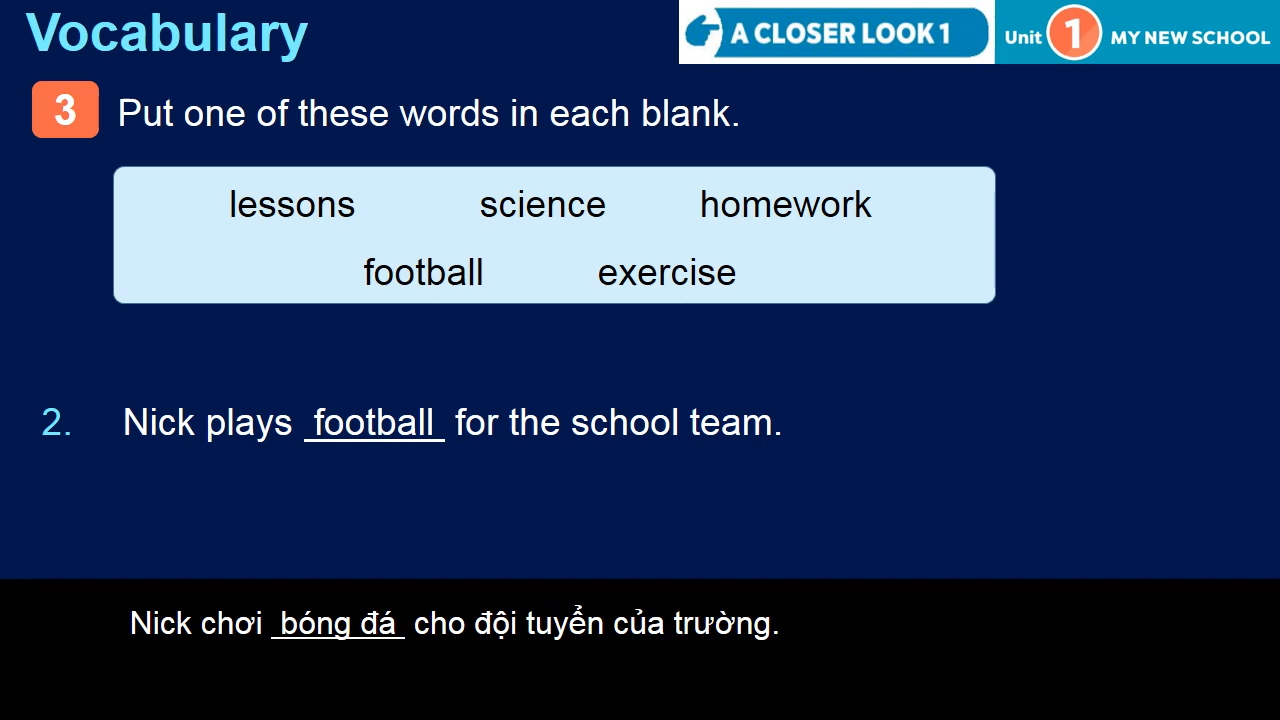 Vocabulary
A CLOSER LOOK 1
Unit 1 MY NEW SCHOOL
3 Put one of these words in each blank.
lessons science homework
football exercise
2. Nick plays football for the school team.
Nick chơi bóng đá cho đội tuyển của trường.